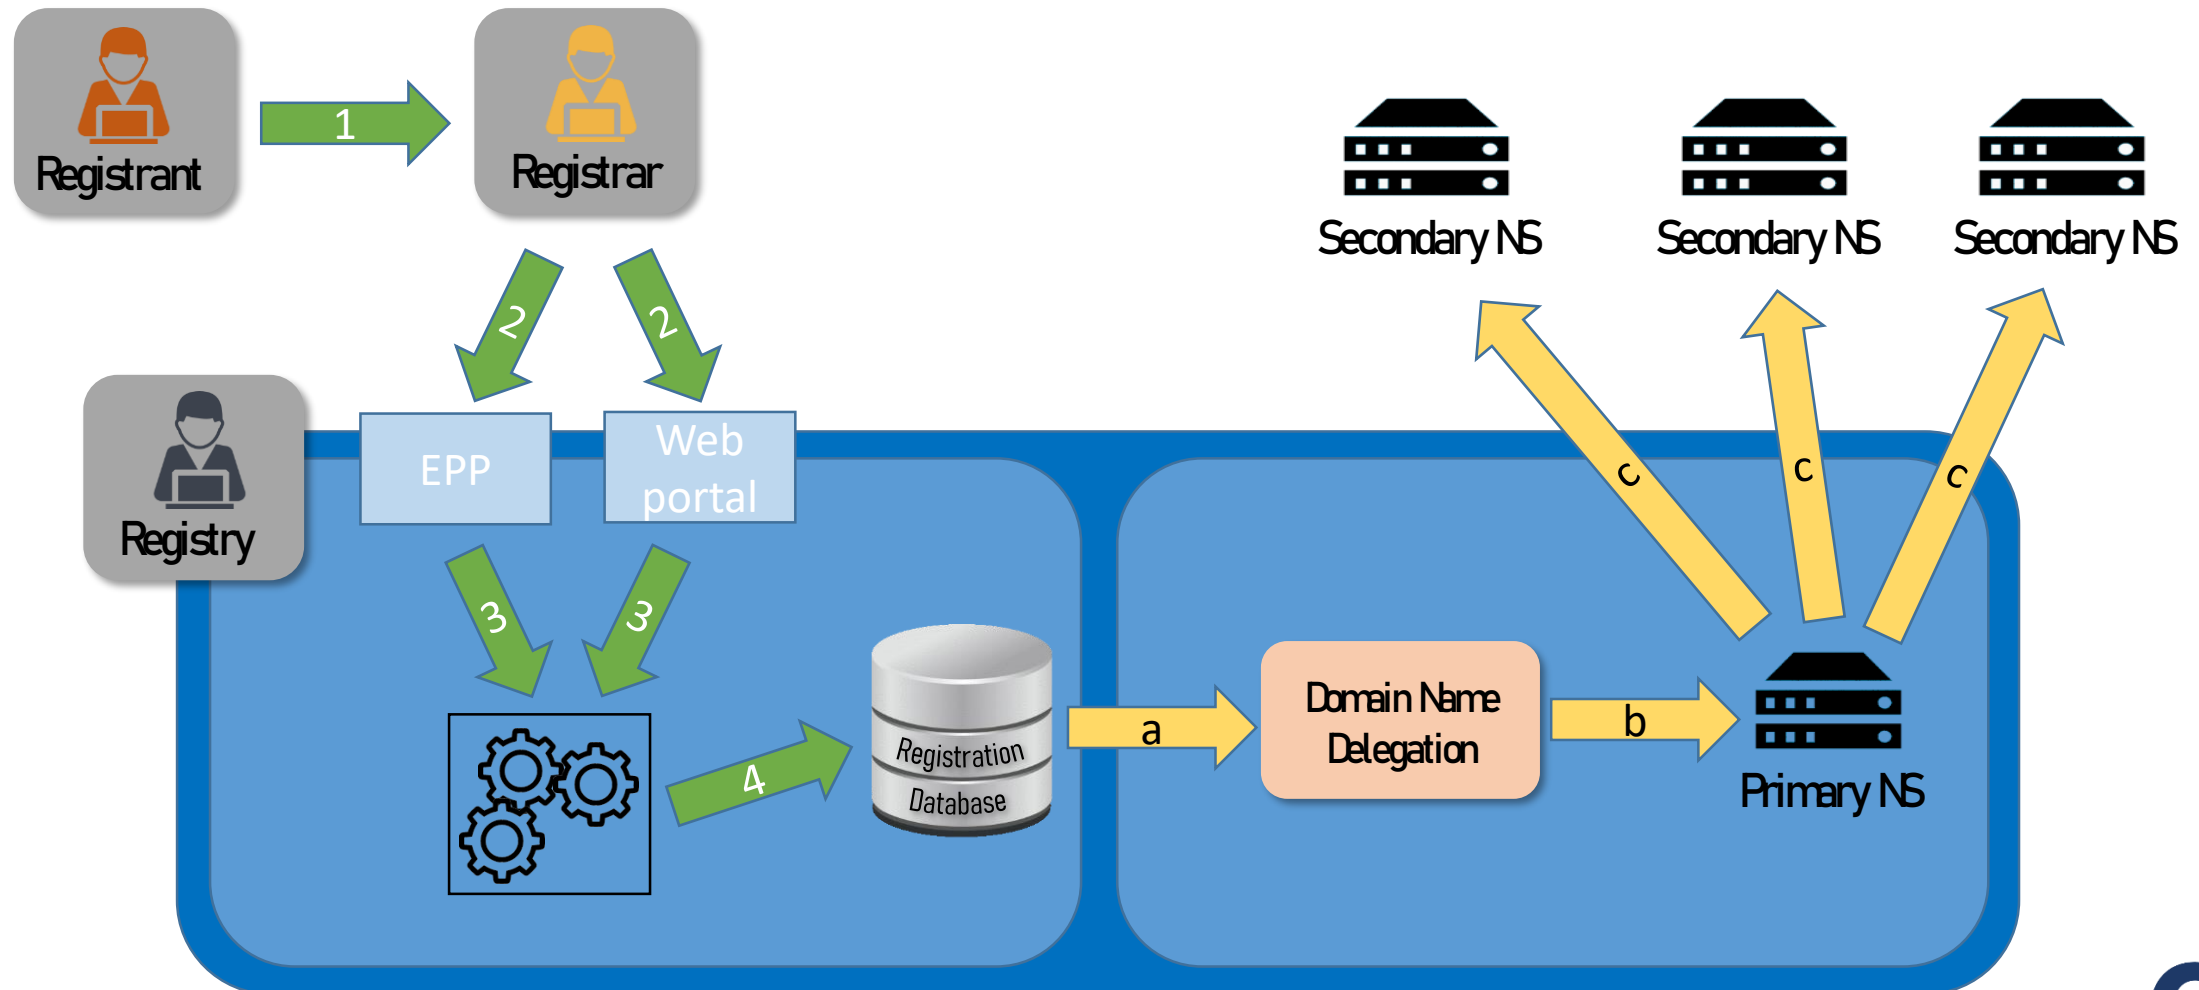 Registrant
1
Registrar
Secondary NS
Secondary NS
Secondary NS
2
2
Registry
EPP
Web
portal
c
c
c
3
3
Registration
Database
4
a
Domain Name
Delegation
b
Primary NS